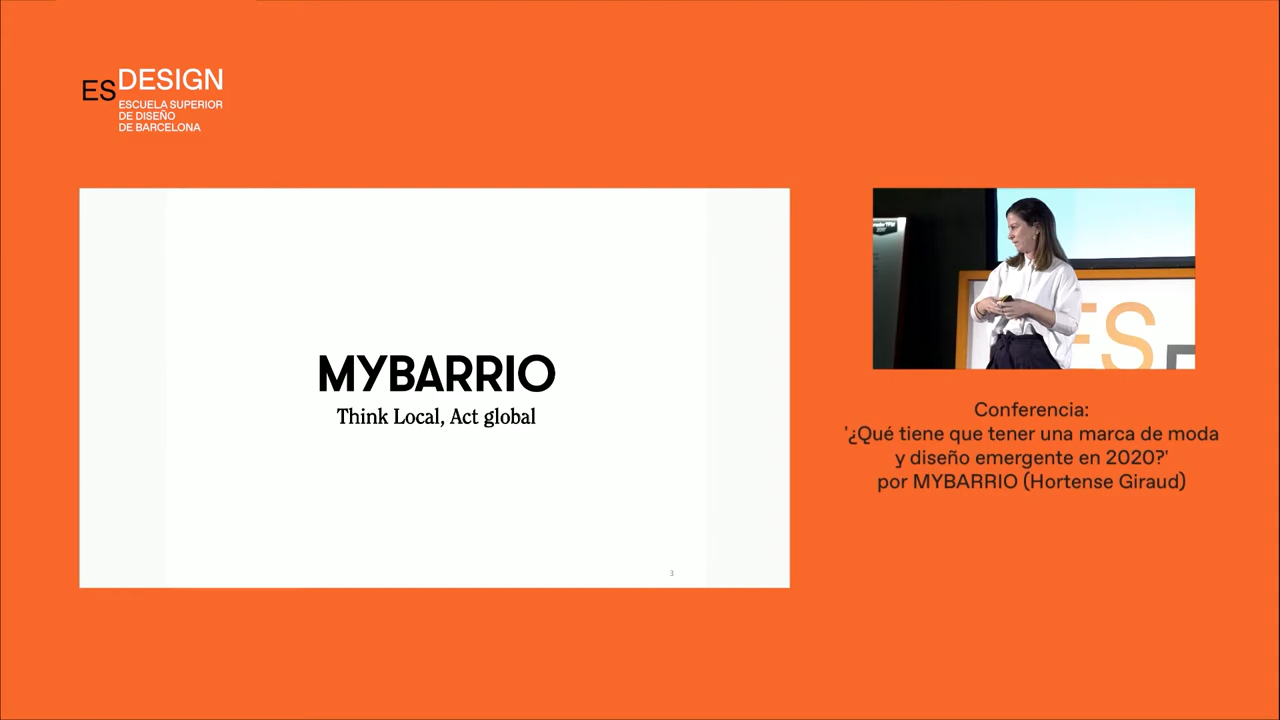 ES DESIGN
ESCUELA SUPERIOR
DE DISEÑO
DE BARCELONA
MYBARRIO
Think Local, Act global
3
ES
Conferencia:
'¿Qué tiene que tener una marca de moda
y diseño emergente en 2020?'
por MYBARRIO (Hortense Giraud)